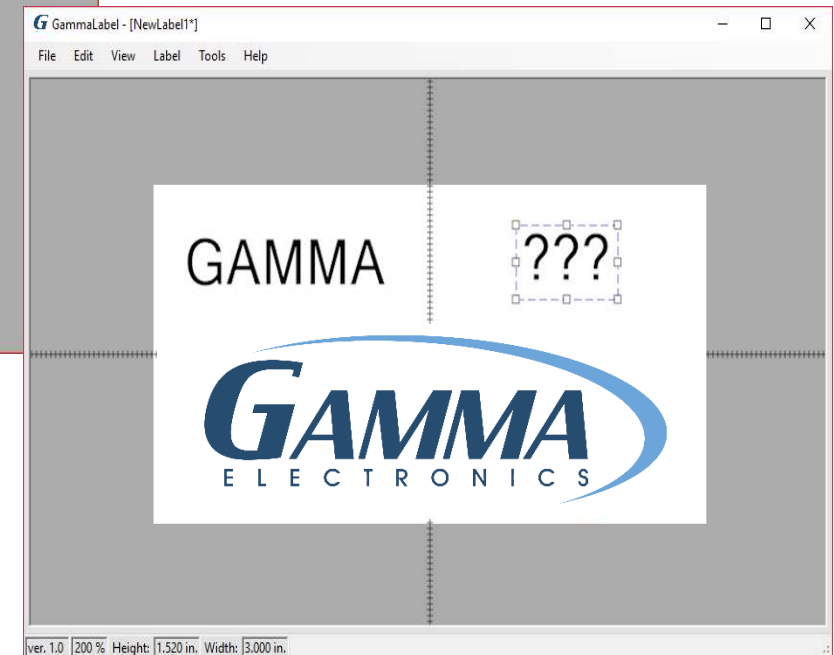 GammaLabel - [NewLabel1*]
File Edit View Label Tools Help
GAMMA ???
GAMMA
ELECTRONICS
ver. 1.0 200 % Height: 1.520 in. Width: 3.000 in.